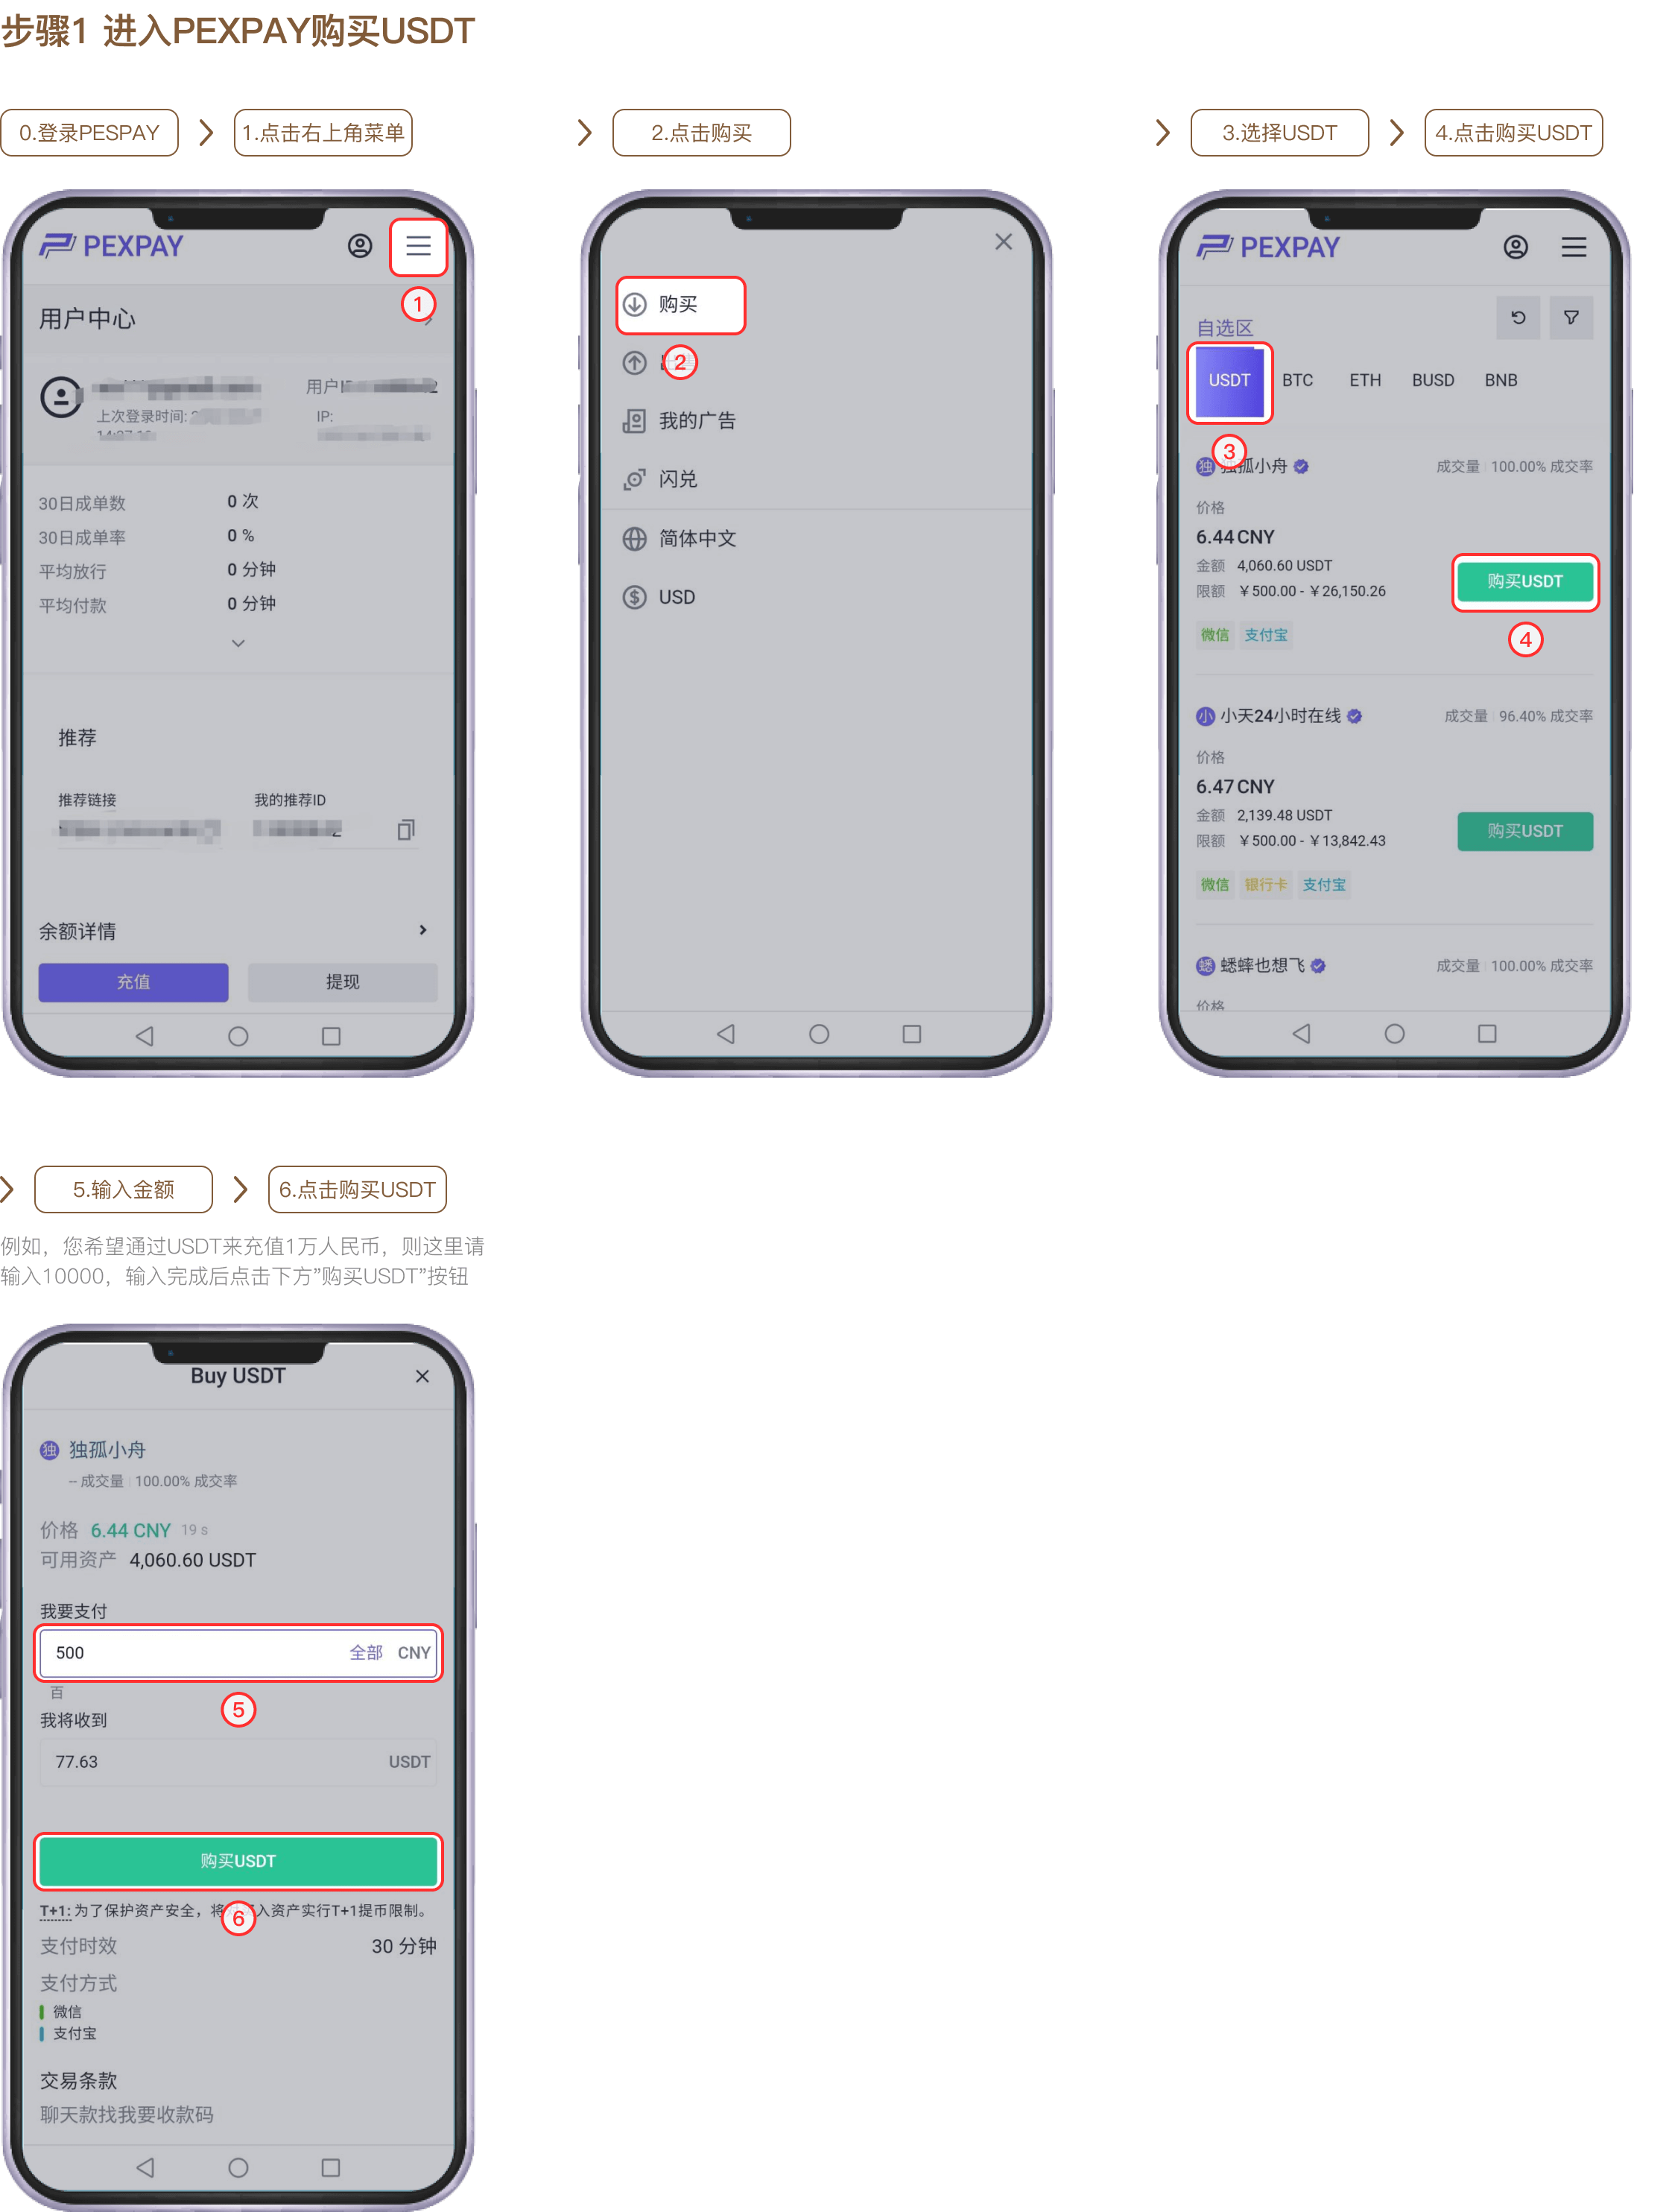 步骤1 进入PEXPAY购买USDT
0.登录PESPAY
1.点击右上角菜单
2.点击购买
3.选择USDT
4.点击购买USDT
PEXPAY
1
用户中心
用户I
上次登录时间:
IP:
30日成单数 0 次
30日成单率 0 %
平均放行 0 分钟
平均付款 0 分钟
推荐
推荐链接 我的推荐ID
余额详情
充值 提现
购买
2
我的广告
闪兑
简体中文
USD
PEXPAY
自选区
USDT BTC ETH BUSD BNB
3
独 独孤小舟 成交量 100.00% 成交率
价格
6.44 CNY
金额 4,060.60 USDT
限额 ￥500.00 - ￥26,150.26
购买USDT
微信 支付宝
4
小 小天24小时在线 成交量 96.40% 成交率
价格
6.47 CNY
金额 2,139.48 USDT
限额 ￥500.00 - ￥13,842.43
购买USDT
微信 银行卡 支付宝
蟋 蟋蟀也想飞 成交量 100.00% 成交率
价格
5.输入金额
6.点击购买USDT
例如，您希望通过USDT来充值1万人民币，则这里请
输入10000，输入完成后点击下方”购买USDT”按钮
Buy USDT
独 独孤小舟
-- 成交量 100.00% 成交率
价格 6.44 CNY 19 s
可用资产 4,060.60 USDT
我要支付
500 全部 CNY
百
5
我将收到
77.63 USDT
购买USDT
T+1: 为了保护资产安全，将 入资产实行T+1提币限制。
6
支付时效 30 分钟
支付方式
微信
支付宝
交易条款
聊天款找我要收款码